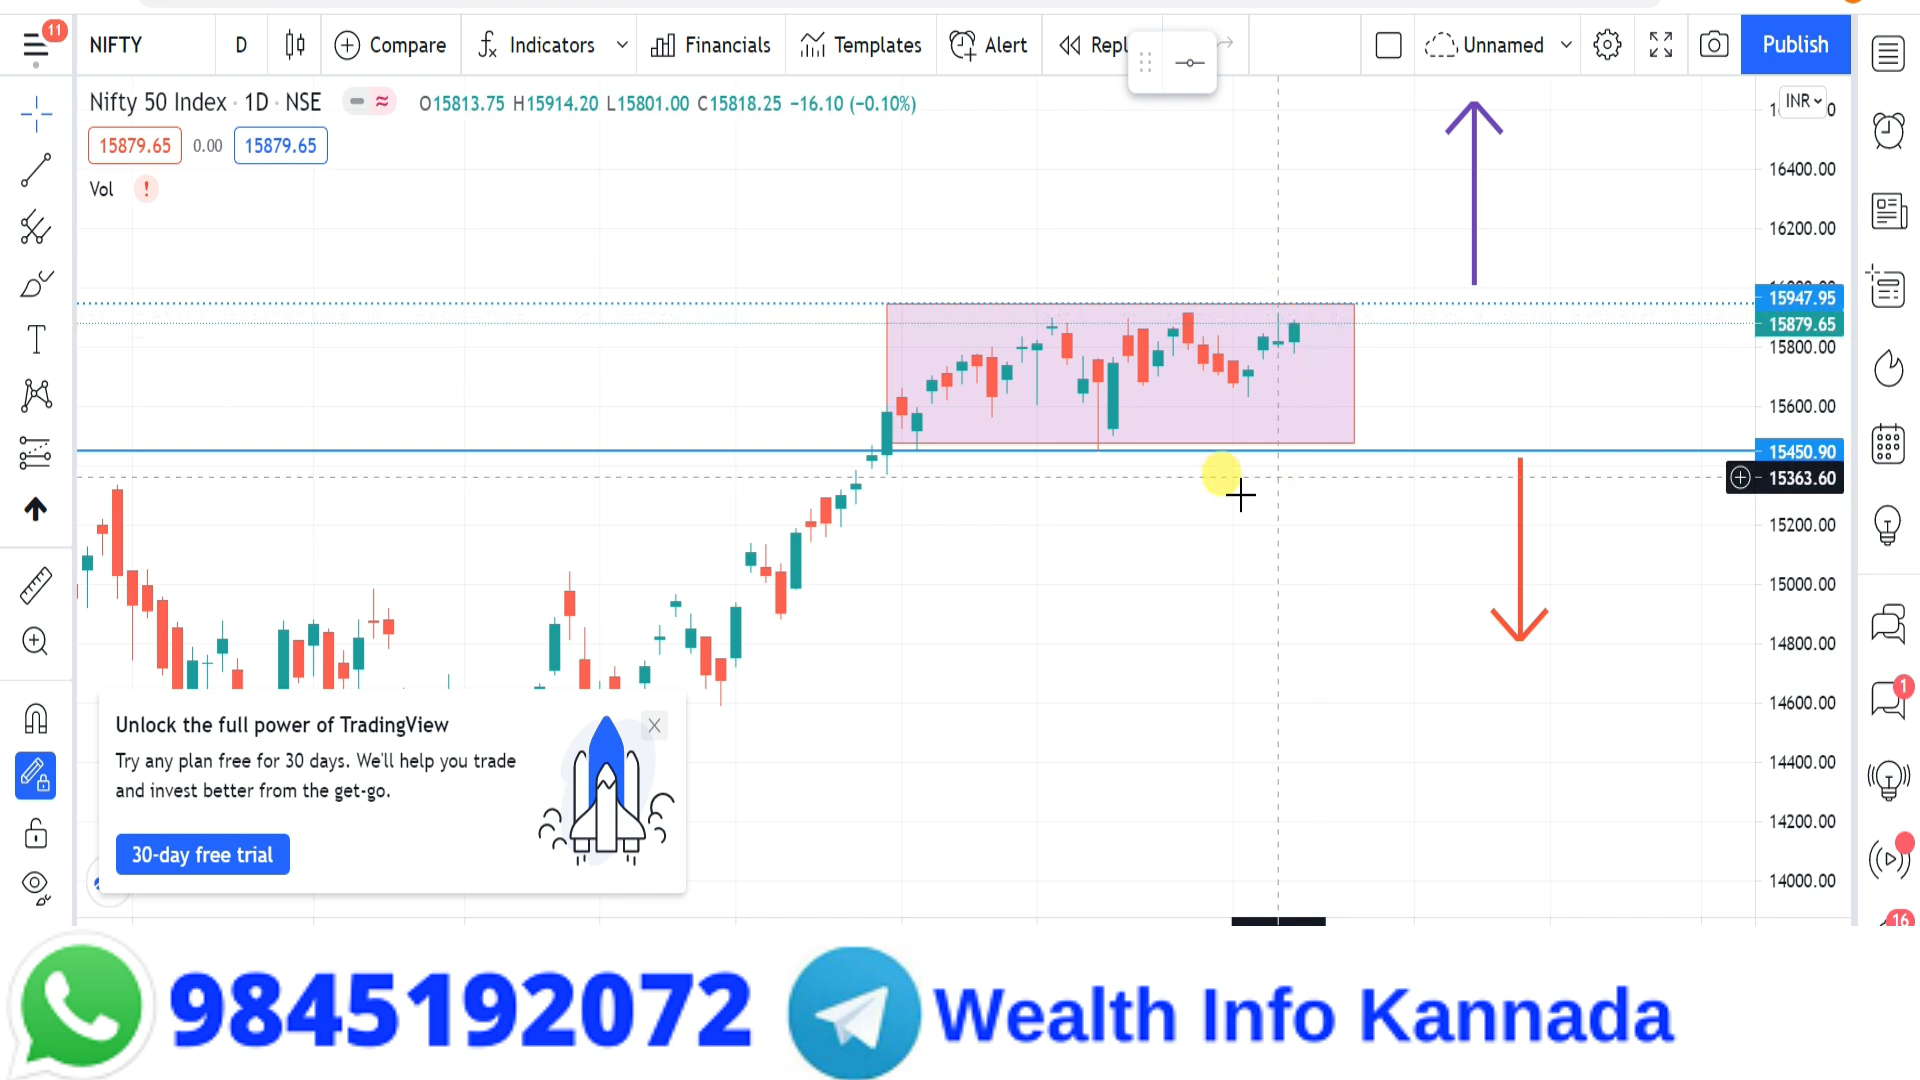 11
NIFTY
D
Compare
Indicators
Financials
Templates
Alert
Repl
Unnamed
Publish
Nifty 50 Index · 1D · NSE
O15813.75 H15914.20 L15801.00 C15818.25 −16.10 (−0.10%)
INR
15879.65
0.00
15879.65
Vol
!
16400.00
16200.00
15947.95
15879.65
15800.00
15600.00
15450.90
15363.60
15200.00
15000.00
14800.00
14600.00
14400.00
14200.00
14000.00
1
16
Unlock the full power of TradingView
Try any plan free for 30 days. We'll help you trade
and invest better from the get-go.
30-day free trial
9845192072
Wealth Info Kannada